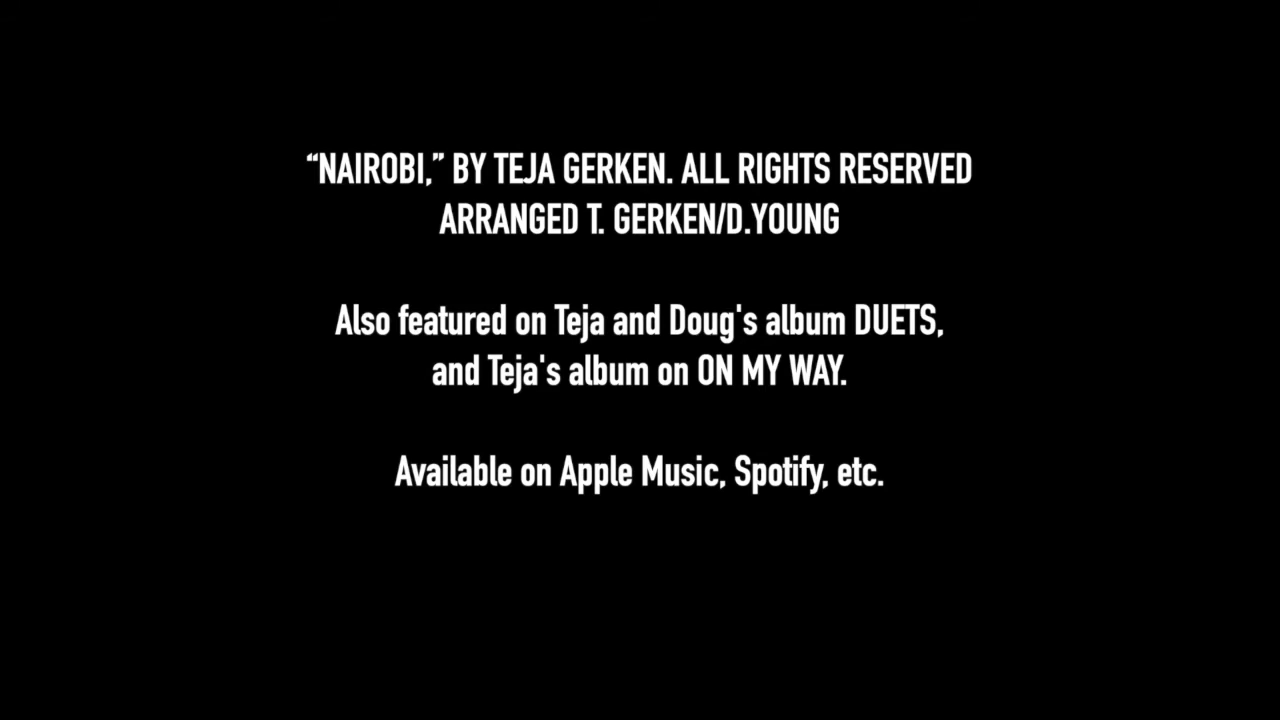 “NAIROBI,” BY TEJA GERKEN. ALL RIGHTS RESERVED
ARRANGED T. GERKEN/D.YOUNG
Also featured on Teja and Doug's album DUETS,
and Teja's album on ON MY WAY.
Available on Apple Music, Spotify, etc.